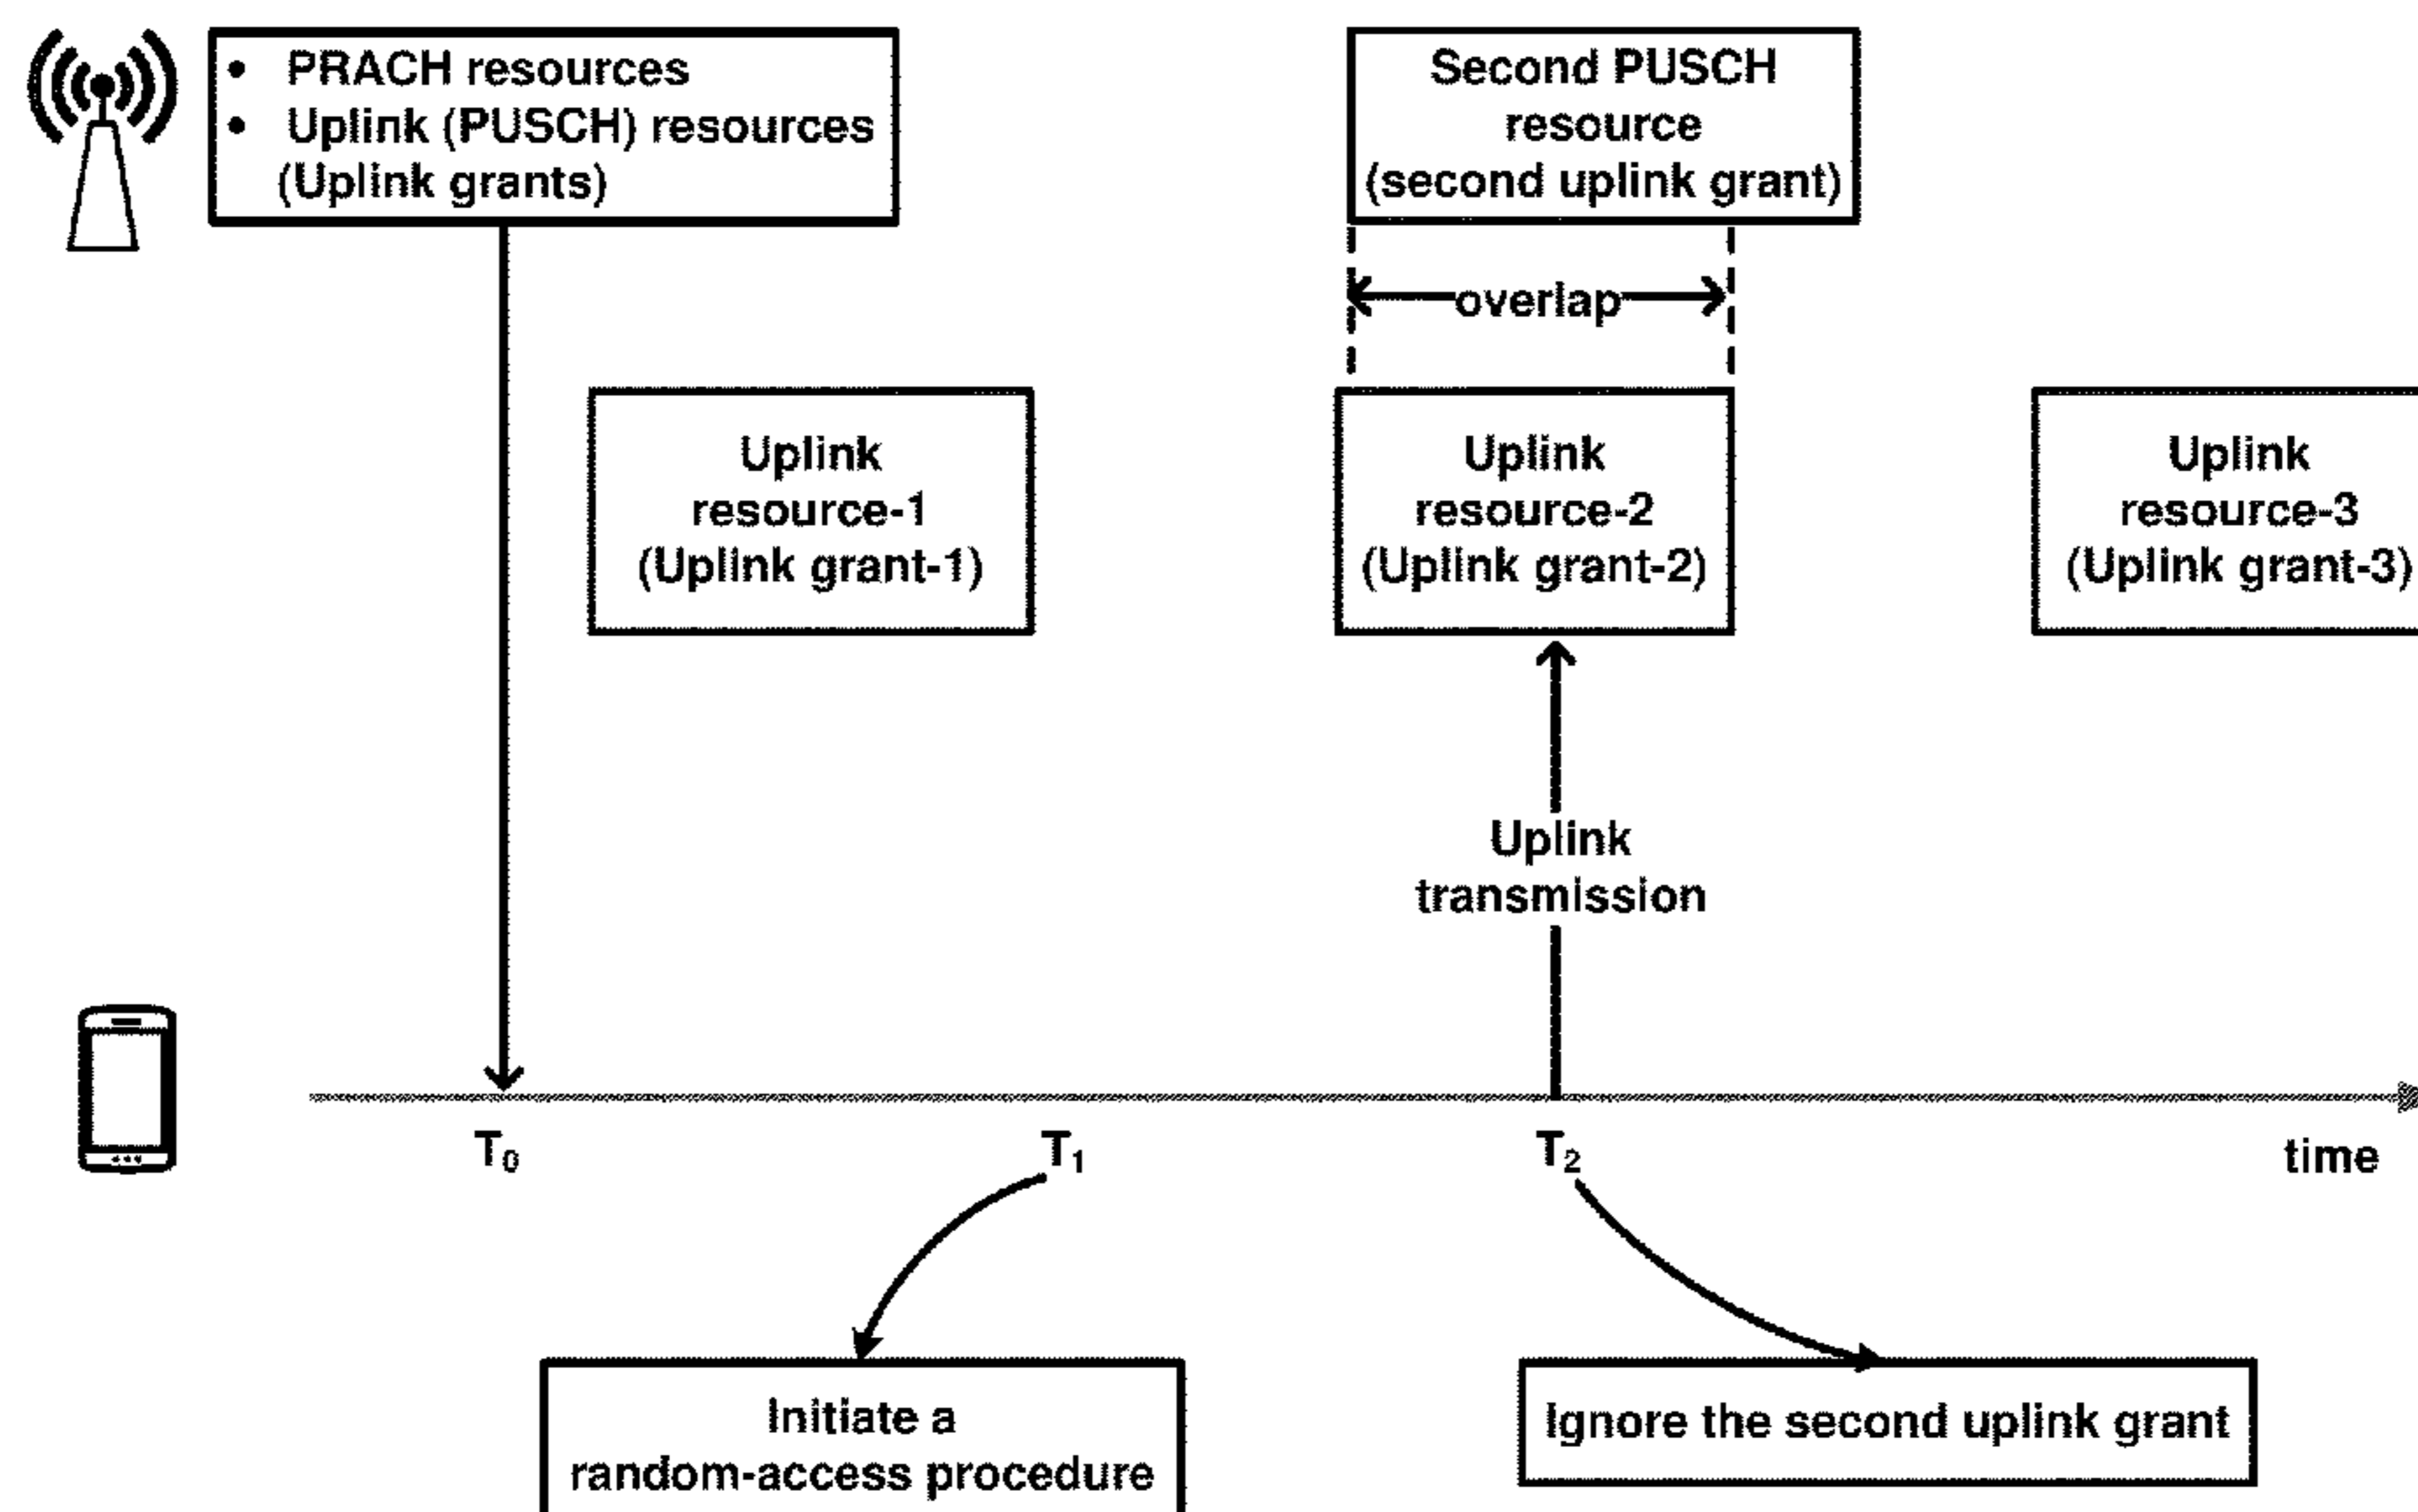 • PRACH resources
• Uplink (PUSCH) resources
(Uplink grants)
Second PUSCH
resource
(second uplink grant)
overlap
Uplink
resource-1
(Uplink grant-1)
Uplink
resource-2
(Uplink grant-2)
Uplink
resource-3
(Uplink grant-3)
Uplink
transmission
T₀
T₁
T₂
time
Initiate a
random-access procedure
Ignore the second uplink grant